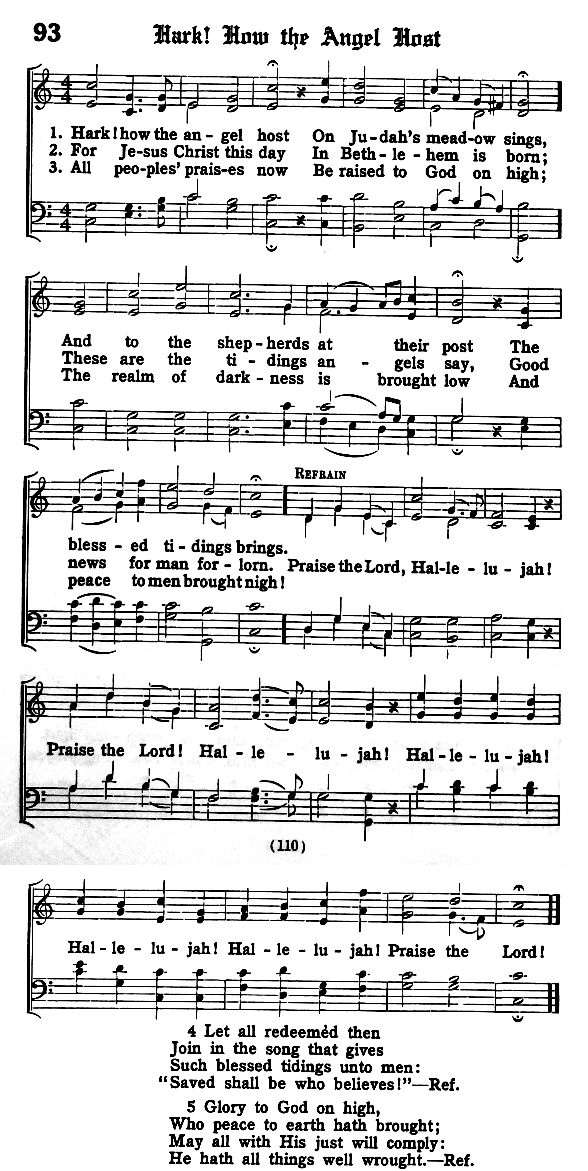 93 Hark! How the Angel Host
1. Hark! how the an - gel host On Ju - dah's mead - ow sings,
2. For Je - sus Christ this day In Beth - le - hem is born;
3. All peo - ples' prais - es now Be raised to God on high;
And to the shep - herds at their post The
These are the ti - dings an - gels say, Good
The realm of dark - ness is brought low And
REFRAIN
bless - ed ti - dings brings.
news for man for - lorn. Praise the Lord, Hal - le - lu - jah!
peace to men brought nigh!
Praise the Lord! Hal - le - lu - jah! Hal - le - lu - jah!
(110)
Hal - le - lu - jah! Hal - le - lu - jah! Praise the Lord!
4 Let all redeemèd then
Join in the song that gives
Such blessed tidings unto men:
"Saved shall be who believes!"—Ref.
5 Glory to God on high,
Who peace to earth hath brought;
May all with His just will comply:
He hath all things well wrought.—Ref.